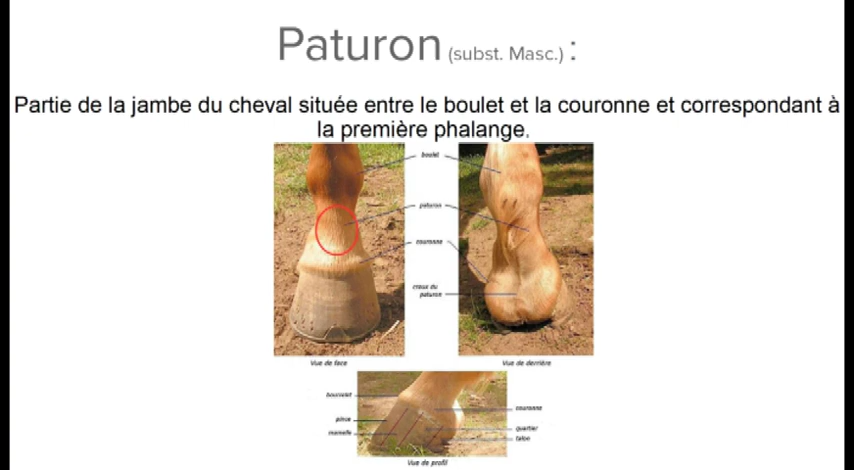 Paturon (subst. Masc.) :
Partie de la jambe du cheval située entre le boulet et la couronne et correspondant à
la première phalange.
boulet
paturon
couronne
creux du
paturon
Vue de face
Vue de derrière
bourrelet
pince
mamelle
couronne
quartier
talon
Vue de profil